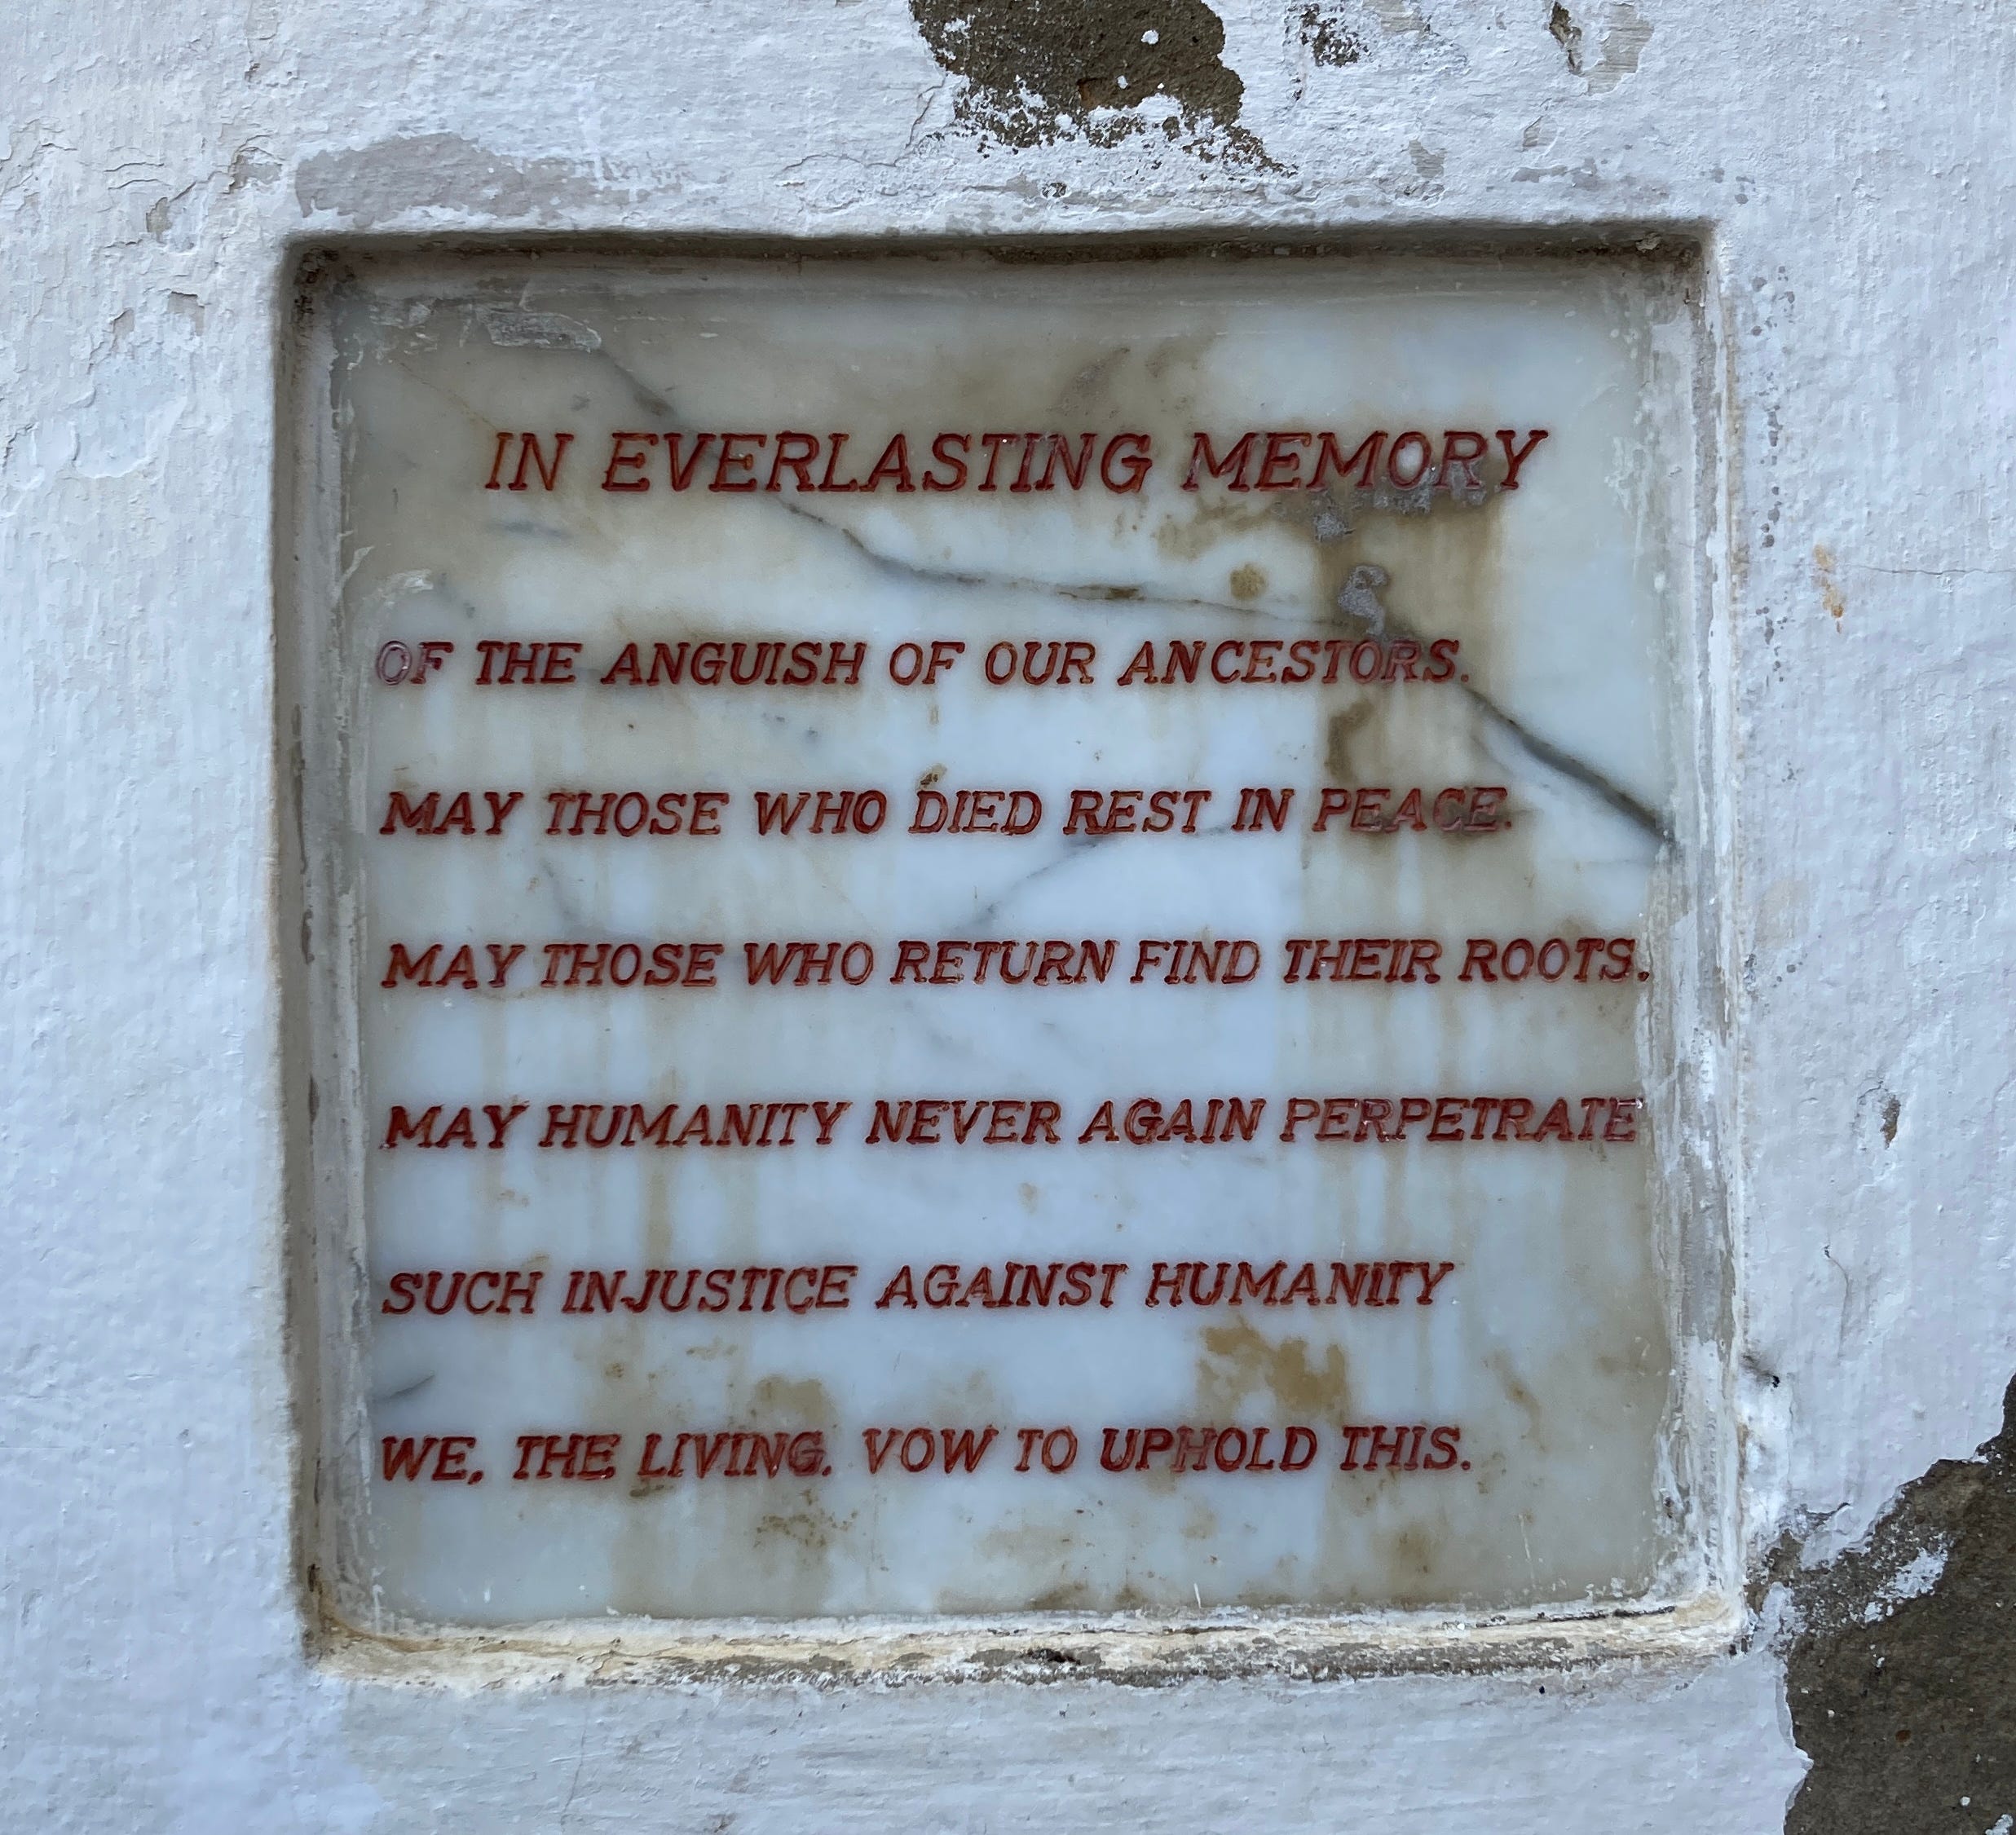 IN EVERLASTING MEMORY
OF THE ANGUISH OF OUR ANCESTORS.
MAY THOSE WHO DIED REST IN PEACE.
MAY THOSE WHO RETURN FIND THEIR ROOTS.
MAY HUMANITY NEVER AGAIN PERPETRATE
SUCH INJUSTICE AGAINST HUMANITY
WE, THE LIVING, VOW TO UPHOLD THIS.